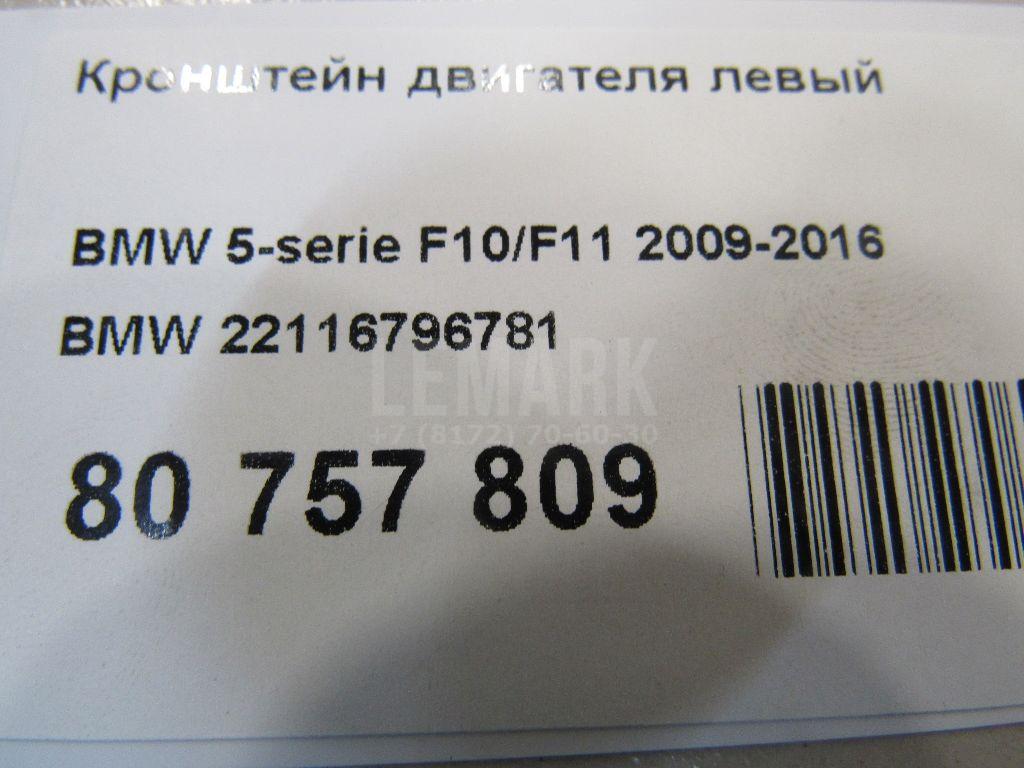 Кронштейн двигателя левый
BMW 5-serie F10/F11 2009-2016
BMW 22116796781
LEMARK
+7 (8172) 70-60-30
80 757 809